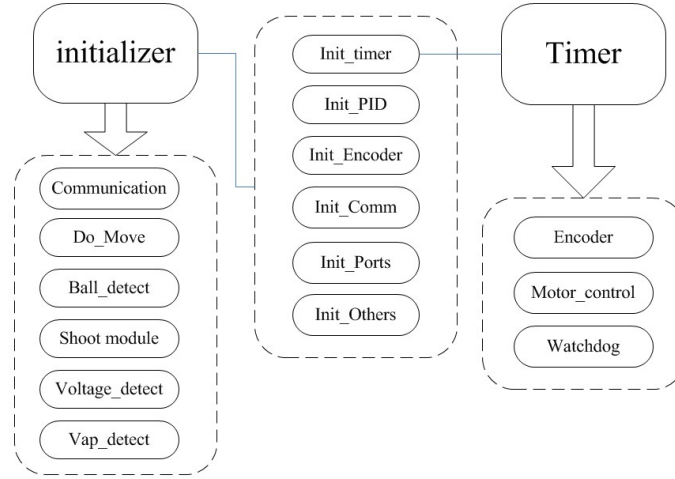 initializer
Communication
Do_Move
Ball_detect
Shoot module
Voltage_detect
Vap_detect
Init_timer
Init_PID
Init_Encoder
Init_Comm
Init_Ports
Init_Others
Timer
Encoder
Motor_control
Watchdog